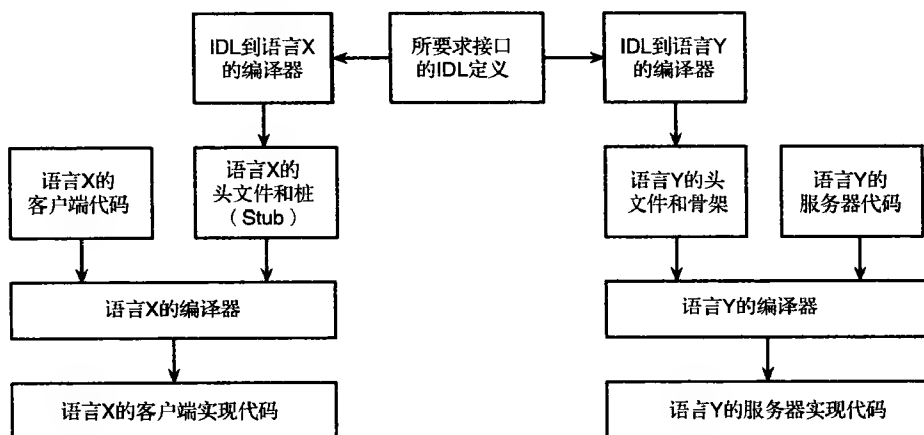 IDL到语言X
的编译器
所要求接口
的IDL定义
IDL到语言Y
的编译器
语言X的
客户端代码
语言X的
头文件和桩
(Stub)
语言Y的头
文件和骨架
语言Y的
服务器代码
语言X的编译器
语言Y的编译器
语言X的客户端实现代码
语言Y的服务器实现代码